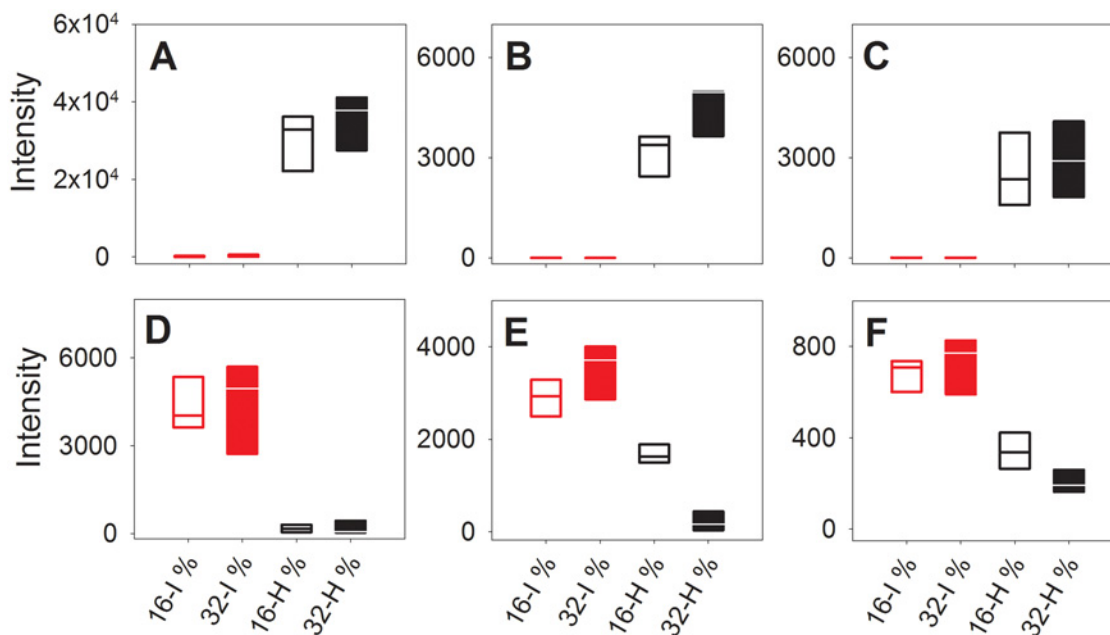 6x10⁴
4x10⁴
2x10⁴
0
Intensity
A
6000
3000
0
B
6000
3000
0
C
6000
3000
0
Intensity
D
4000
2000
0
E
800
400
0
F
16-I %
32-I %
16-H %
32-H %
16-I %
32-I %
16-H %
32-H %
16-I %
32-I %
16-H %
32-H %